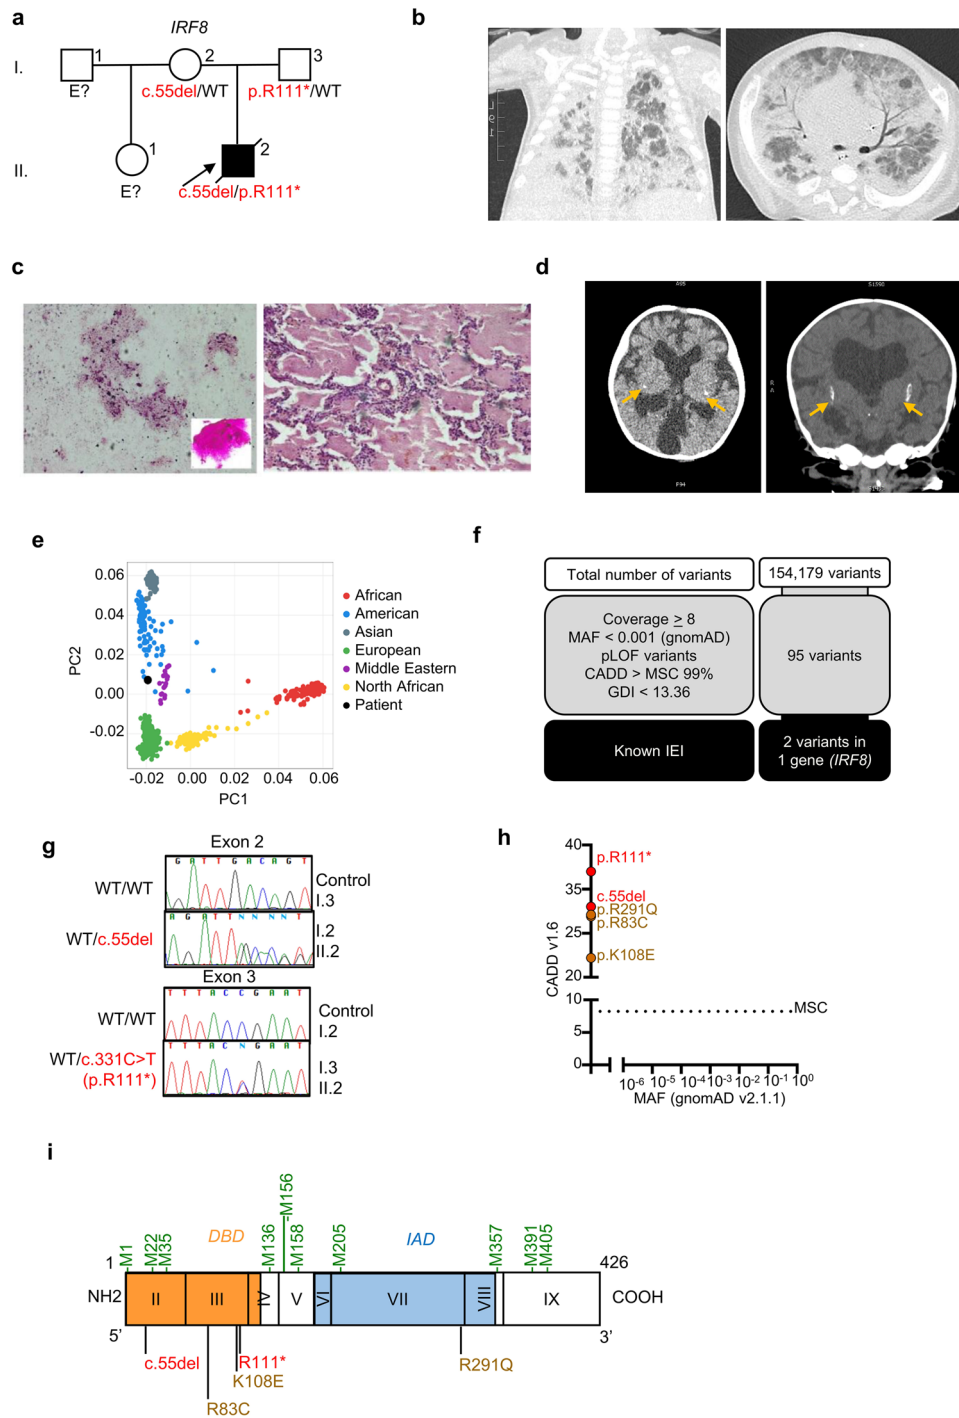 a
IRF8
I.
1
2
3
E?
c.55del/WT
p.R111*/WT
II.
1
2
E?
c.55del/p.R111*
b
c
d
P94
e
PC2
0.06
0.04
0.02
0.00
-0.02
-0.02
0.00
0.02
0.04
0.06
PC1
African
American
Asian
European
Middle Eastern
North African
Patient
f
Total number of variants
154,179 variants
Coverage ≥ 8
MAF < 0.001 (gnomAD)
pLOF variants
CADD > MSC 99%
GDI < 13.36
95 variants
Known IEI
2 variants in
1 gene (IRF8)
g
Exon 2
G A T T G A C A G T
WT/WT
Control
I.3
A G A T T N N N N T
WT/c.55del
I.2
II.2
Exon 3
T T T A C C G A A T
WT/WT
Control
I.2
T T T A C N G A A T
WT/c.331C>T
(p.R111*)
I.3
II.2
h
CADD v1.6
40
35
30
25
20
10
5
0
p.R111*
c.55del
p.R291Q
p.R83C
p.K108E
MSC
10-6
10-5
10-4
10-3
10-2
10-1
100
MAF (gnomAD v2.1.1)
i
M1
M22
M35
DBD
M136
M156
M158
M205
IAD
M357
M391
M405
1
426
NH2
II
III
IV
V
VI
VII
VIII
IX
COOH
5’
3’
c.55del
R111*
K108E
R83C
R291Q